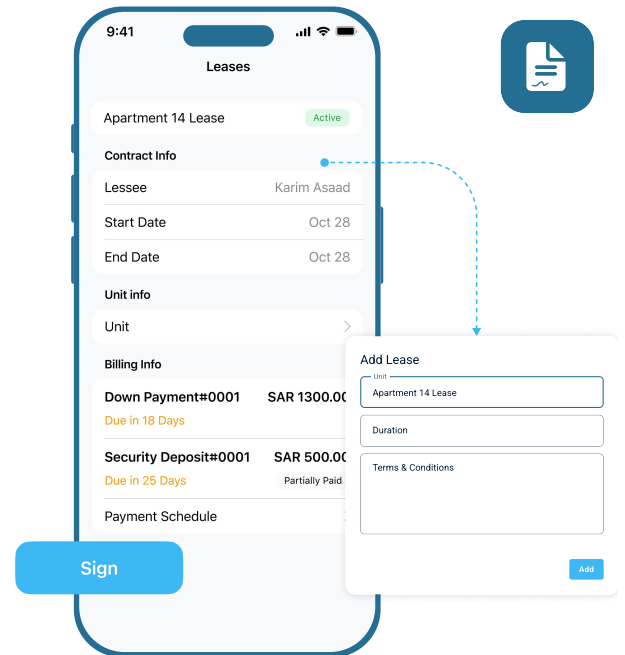 9:41
Leases
Apartment 14 Lease Active
Contract Info
Lessee Karim Asaad
Start Date Oct 28
End Date Oct 28
Unit info
Unit
Billing Info
Down Payment#0001 SAR 1300.00
Due in 18 Days
Security Deposit#0001 SAR 500.00
Due in 25 Days Partially Paid
Payment Schedule
Sign
Add Lease
Unit
Apartment 14 Lease
Duration
Terms & Conditions
Add